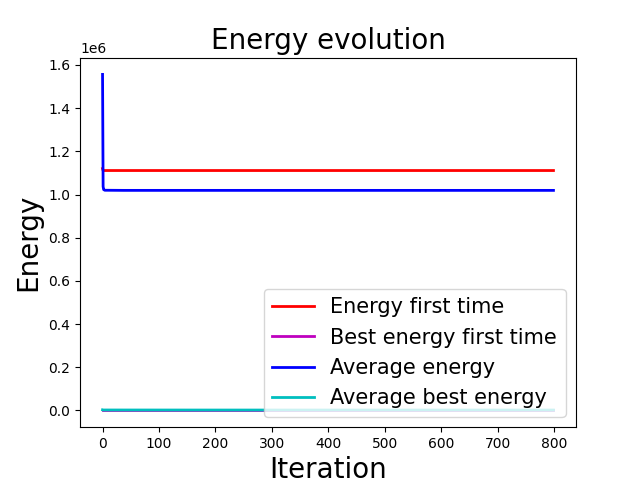 Energy evolution
1e6
1.6
1.4
1.2
1.0
0.8
0.6
0.4
0.2
0.0
Energy
Energy first time
Best energy first time
Average energy
Average best energy
0 100 200 300 400 500 600 700 800
Iteration